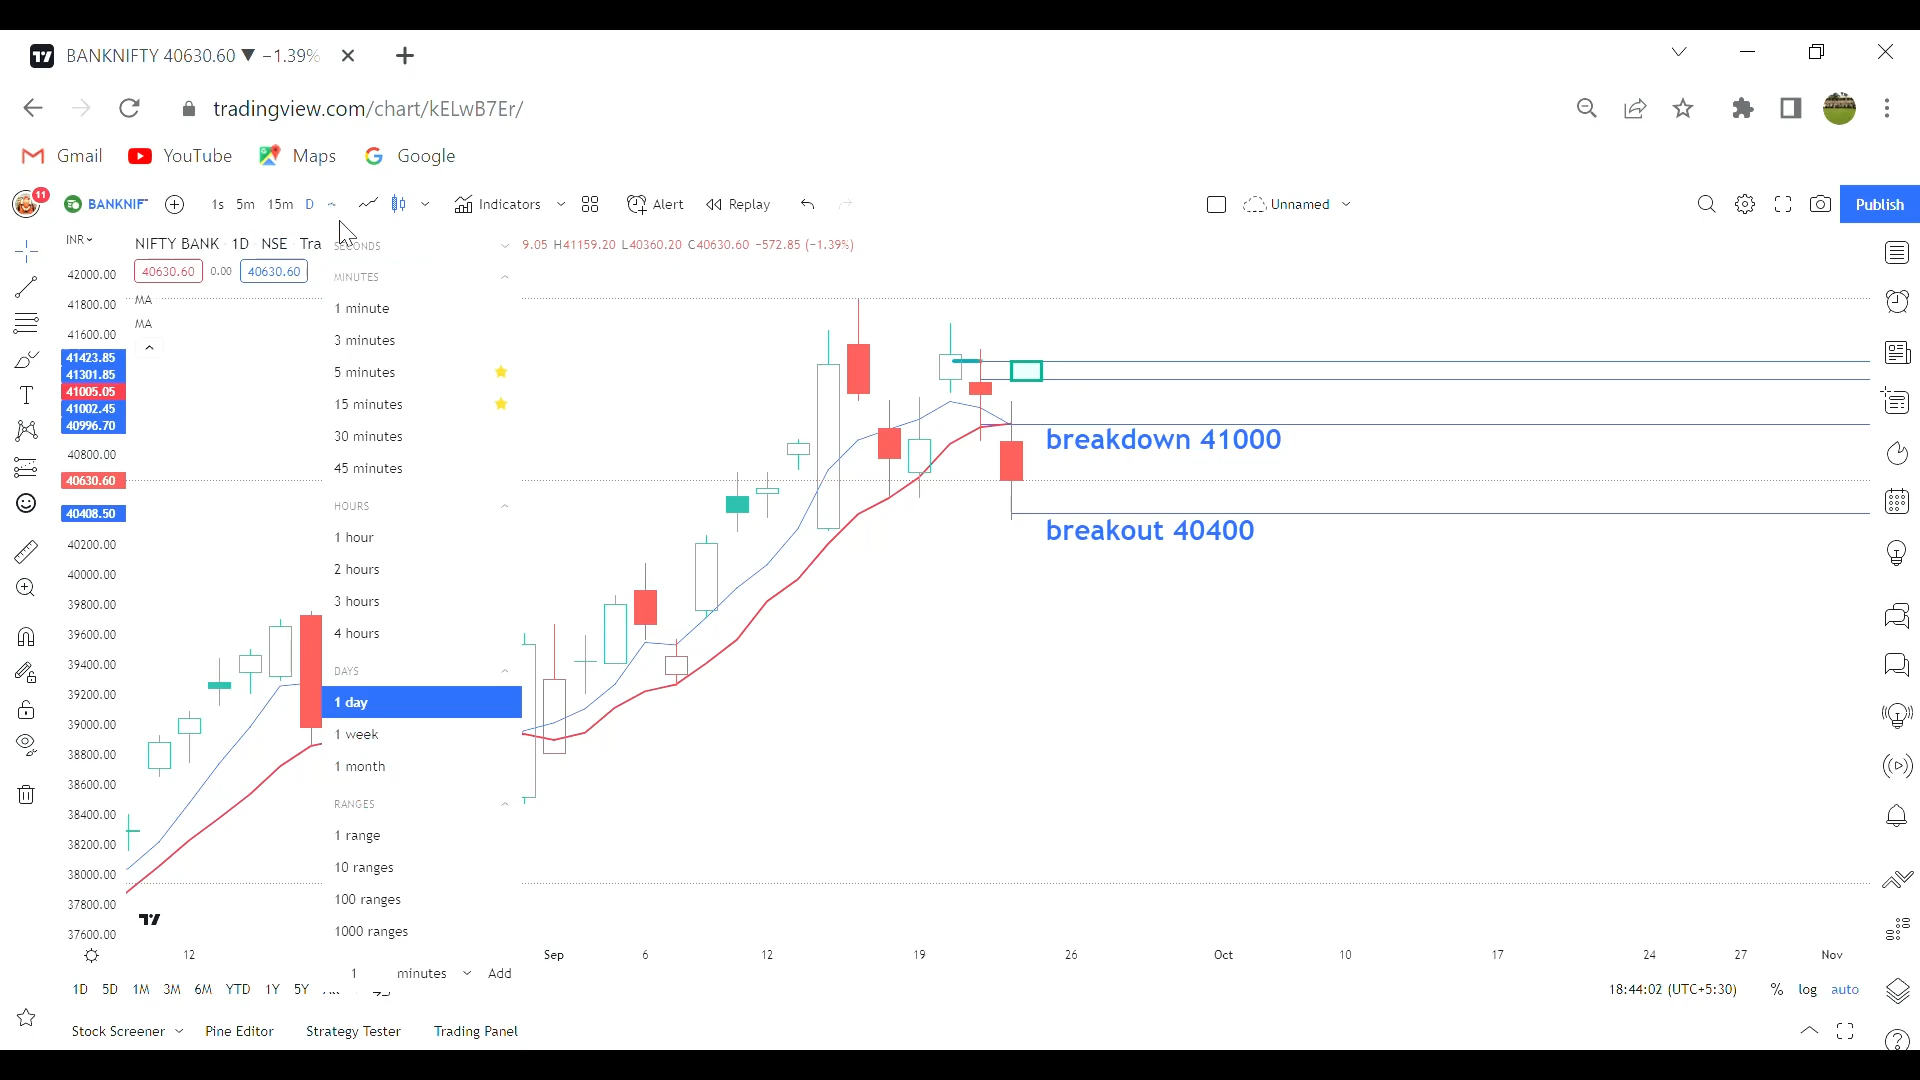 BANKNIFTY 40630.60 ▼ −1.39%
tradingview.com/chart/kELwB7Er/
Gmail YouTube Maps Google
11 BANKNIF 1s 5m 15m D Indicators Alert Replay Unnamed Publish
INR NIFTY BANK 1D NSE Tra 9.05 H41159.20 L40360.20 C40630.60 −572.85 (−1.39%)
40630.60 0.00 40630.60
MA
MA
42000.00
41800.00
41600.00
41423.85
41301.85
41005.05
41002.45
40996.70
40800.00
40630.60
40408.50
40200.00
40000.00
39800.00
39600.00
39400.00
39200.00
39000.00
38800.00
38600.00
38400.00
38200.00
38000.00
37800.00
37600.00
SECONDS
MINUTES
1 minute
3 minutes
5 minutes
15 minutes
30 minutes
45 minutes
HOURS
1 hour
2 hours
3 hours
4 hours
DAYS
1 day
1 week
1 month
RANGES
1 range
10 ranges
100 ranges
1000 ranges
1 minutes Add
breakdown 41000
breakout 40400
12 Sep 6 12 19 26 Oct 10 17 24 27 Nov
1D 5D 1M 3M 6M YTD 1Y 5Y 18:44:02 (UTC+5:30) % log auto
Stock Screener Pine Editor Strategy Tester Trading Panel